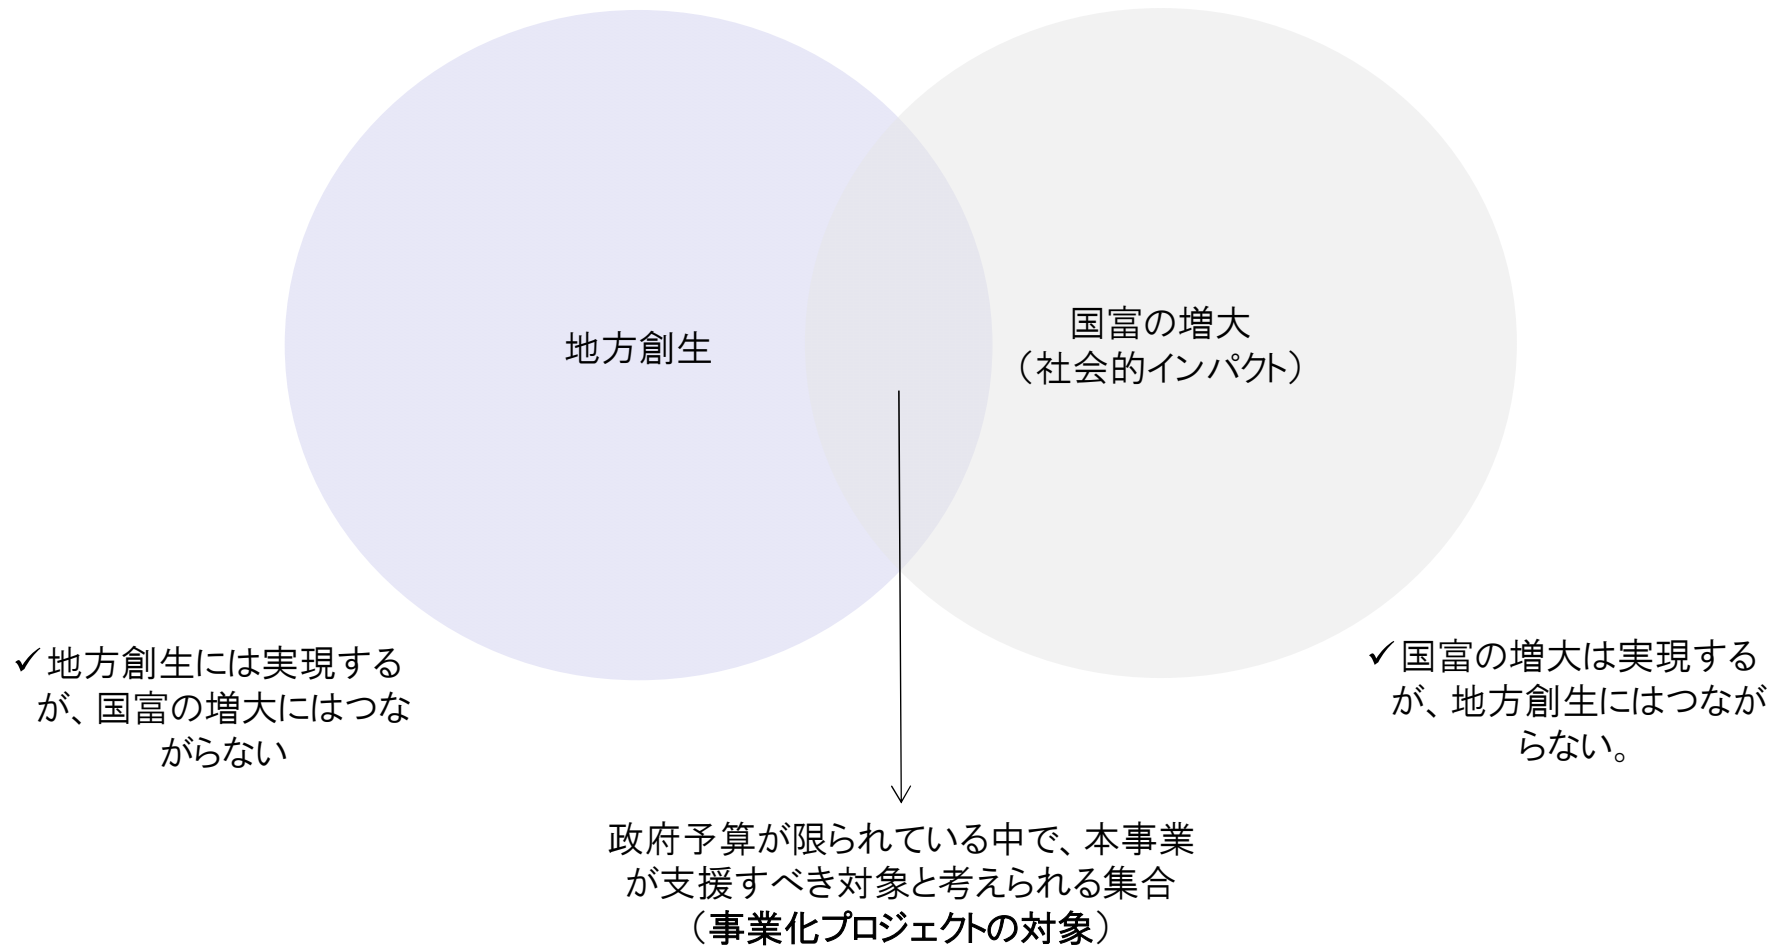 地方創生
国富の増大
（社会的インパクト）
✓地方創生には実現する
が、国富の増大にはつな
がらない
✓国富の増大は実現する
が、地方創生にはつなが
らない。
政府予算が限られている中で、本事業
が支援すべき対象と考えられる集合
（事業化プロジェクトの対象）